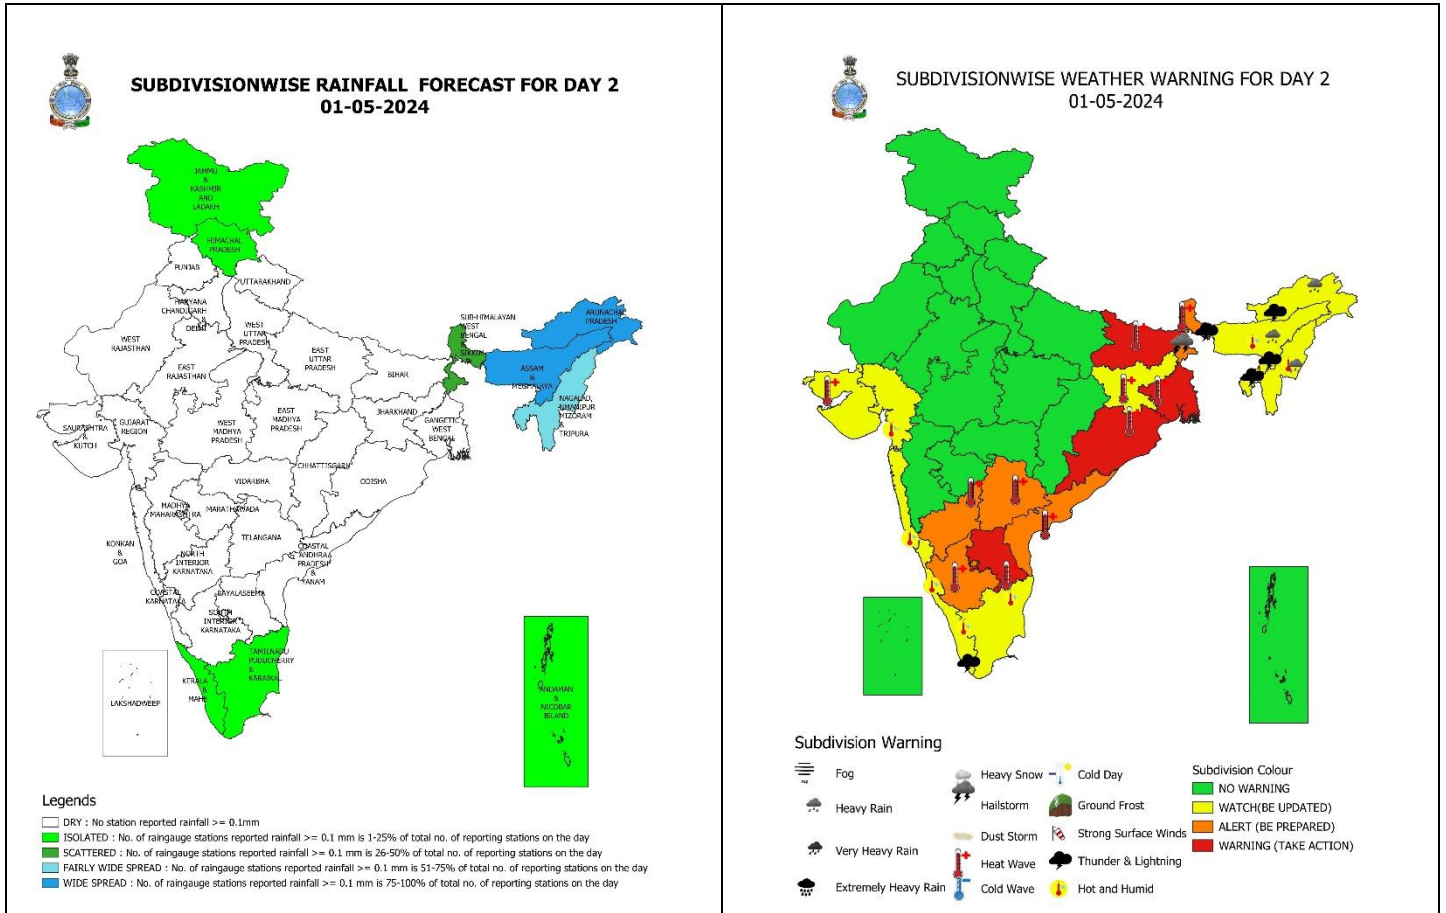 SUBDIVISIONWISE RAINFALL FORECAST FOR DAY 2
01-05-2024
JAMMU
&
KASHMIR
AND
LADAKH
HIMACHAL
PRADESH
PUNJAB
UTTARAKHAND
HARYANA
CHANDIGARH
&
DELHI
WEST
RAJASTHAN
WEST
UTTAR
PRADESH
EAST
UTTAR
PRADESH
EAST
RAJASTHAN
SUB-HIMALAYAN
WEST
BENGAL
&
SIKKIM
ARUNACHAL
PRADESH
ASSAM
&
MEGHALAYA
BIHAR
NAGALAD,
MANIPUR
MIZORAM
&
TRIPURA
JHARKHAND
GANGETIC
WEST
BENGAL
SAURASHTRA
&
KUTCH
GUJARAT
REGION
WEST
MADHYA
PRADESH
EAST
MADHYA
PRADESH
CHHATTISGARH
ODISHA
VIDARBHA
MADHYA
MAHARASHTRA
MARATHAWADA
TELANGANA
KONKAN
&
GOA
NORTH
INTERIOR
KARNATAKA
COASTAL
ANDHRA
PRADESH
&
YANAM
COASTAL
KARNATAKA
RAYALASEEMA
SOUTH
INTERIOR
KARNATAKA
TAMILNADU
PUDUCHERRY
&
KARAIKAL
KERALA
&
MAHE
LAKSHADWEEP
ANDAMAN
&
NICOBAR
ISLAND
Legends
DRY : No station reported rainfall >= 0.1mm
ISOLATED : No. of raingauge stations reported rainfall >= 0.1 mm is 1-25% of total no. of reporting stations on the day
SCATTERED : No. of raingauge stations reported rainfall >= 0.1 mm is 26-50% of total no. of reporting stations on the day
FAIRLY WIDE SPREAD : No. of raingauge stations reported rainfall >= 0.1 mm is 51-75% of total no. of reporting stations on the day
WIDE SPREAD : No. of raingauge stations reported rainfall >= 0.1 mm is 75-100% of total no. of reporting stations on the day
SUBDIVISIONWISE WEATHER WARNING FOR DAY 2
01-05-2024
Subdivision Warning
Fog
Heavy Rain
Very Heavy Rain
Extremely Heavy Rain
Heavy Snow
Hailstorm
Dust Storm
Heat Wave
Cold Wave
Cold Day
Ground Frost
Strong Surface Winds
Thunder & Lightning
Hot and Humid
Subdivision Colour
NO WARNING
WATCH(BE UPDATED)
ALERT (BE PREPARED)
WARNING (TAKE ACTION)